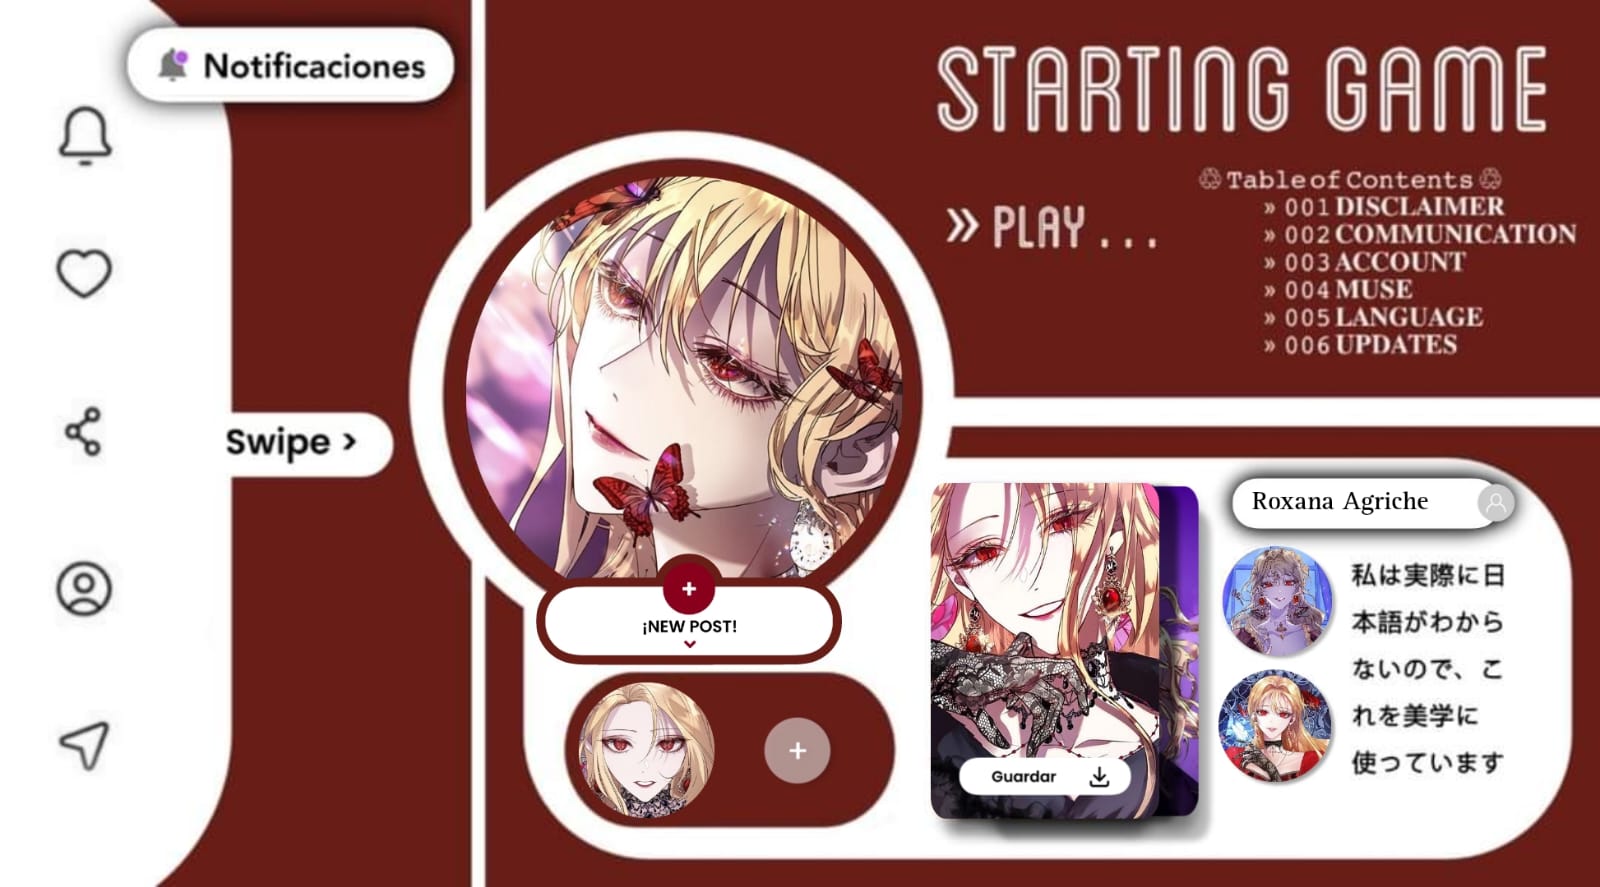 Notificaciones
STARTING GAME
» PLAY . . .
Table of Contents
» 001 DISCLAIMER
» 002 COMMUNICATION
» 003 ACCOUNT
» 004 MUSE
» 005 LANGUAGE
» 006 UPDATES
Swipe >
+
¡NEW POST!
+
Guardar
Roxana Agriche
私は実際に日
本語がわから
ないので、こ
れを美学に
使っています